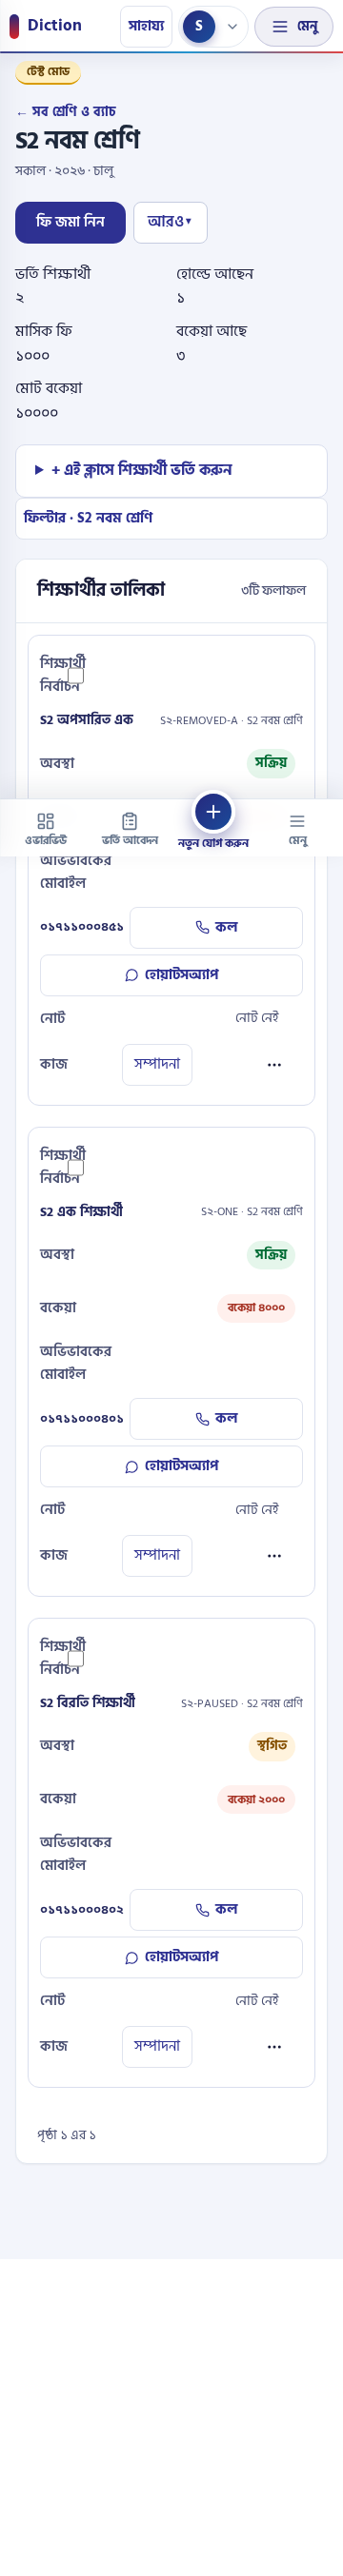 Diction
সাহায্য
S
মেনু
টেস্ট মোড
← সব শ্রেণি ও ব্যাচ
S2 নবম শ্রেণি
সকাল · ২০২৬ · চালু
ফি জমা নিন
আরও ▾
ভর্তি শিক্ষার্থী
২
হোল্ডে আছেন
১
মাসিক ফি
১০০০
বকেয়া আছে
৩
মোট বকেয়া
১০০০০
▶ + এই ক্লাসে শিক্ষার্থী ভর্তি করুন
ফিল্টার · S2 নবম শ্রেণি
শিক্ষার্থীর তালিকা
৩টি ফলাফল
শিক্ষার্থী
নির্বাচন
S2 অপসারিত এক
S২-REMOVED-A · S2 নবম শ্রেণি
অবস্থা
সক্রিয়
ওভারভিউ
ভর্তি আবেদন
নতুন যোগ করুন
মেনু
অভিভাবকের
মোবাইল
০১৭১১০০০৪৫১
কল
হোয়াটসঅ্যাপ
নোট
নোট নেই
কাজ
সম্পাদনা
...
শিক্ষার্থী
নির্বাচন
S2 এক শিক্ষার্থী
S২-ONE · S2 নবম শ্রেণি
অবস্থা
সক্রিয়
বকেয়া
বকেয়া ৪০০০
অভিভাবকের
মোবাইল
০১৭১১০০০৪০১
কল
হোয়াটসঅ্যাপ
নোট
নোট নেই
কাজ
সম্পাদনা
...
শিক্ষার্থী
নির্বাচন
S2 বিরতি শিক্ষার্থী
S২-PAUSED · S2 নবম শ্রেণি
অবস্থা
স্থগিত
বকেয়া
বকেয়া ২০০০
অভিভাবকের
মোবাইল
০১৭১১০০০৪০২
কল
হোয়াটসঅ্যাপ
নোট
নোট নেই
কাজ
সম্পাদনা
...
পৃষ্ঠা ১ এর ১